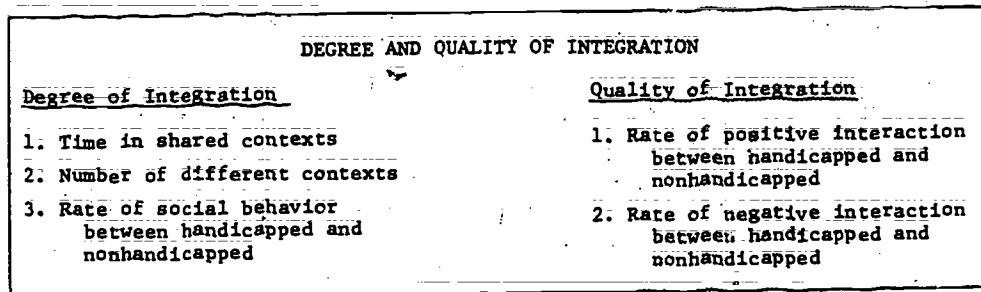 DEGREE AND QUALITY OF INTEGRATION
Degree of Integration
1. Time in shared contexts
2. Number of different contexts
3. Rate of social behavior
between handicapped and
nonhandicapped
Quality of Integration
1. Rate of positive interaction
between handicapped and
nonhandicapped
2. Rate of negative interaction
between handicapped and
nonhandicapped